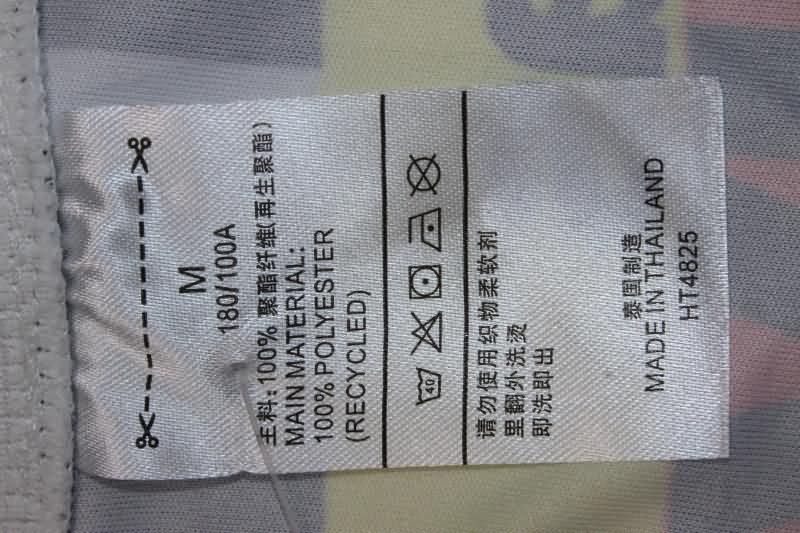 M
180/100A
主料：100% 聚酯纤维(再生聚酯)
MAIN MATERIAL:
100% POLYESTER
(RECYCLED)
40
请勿使用织物柔软剂
里翻外洗烫
即洗即出
泰国制造
MADE IN THAILAND
HT4825